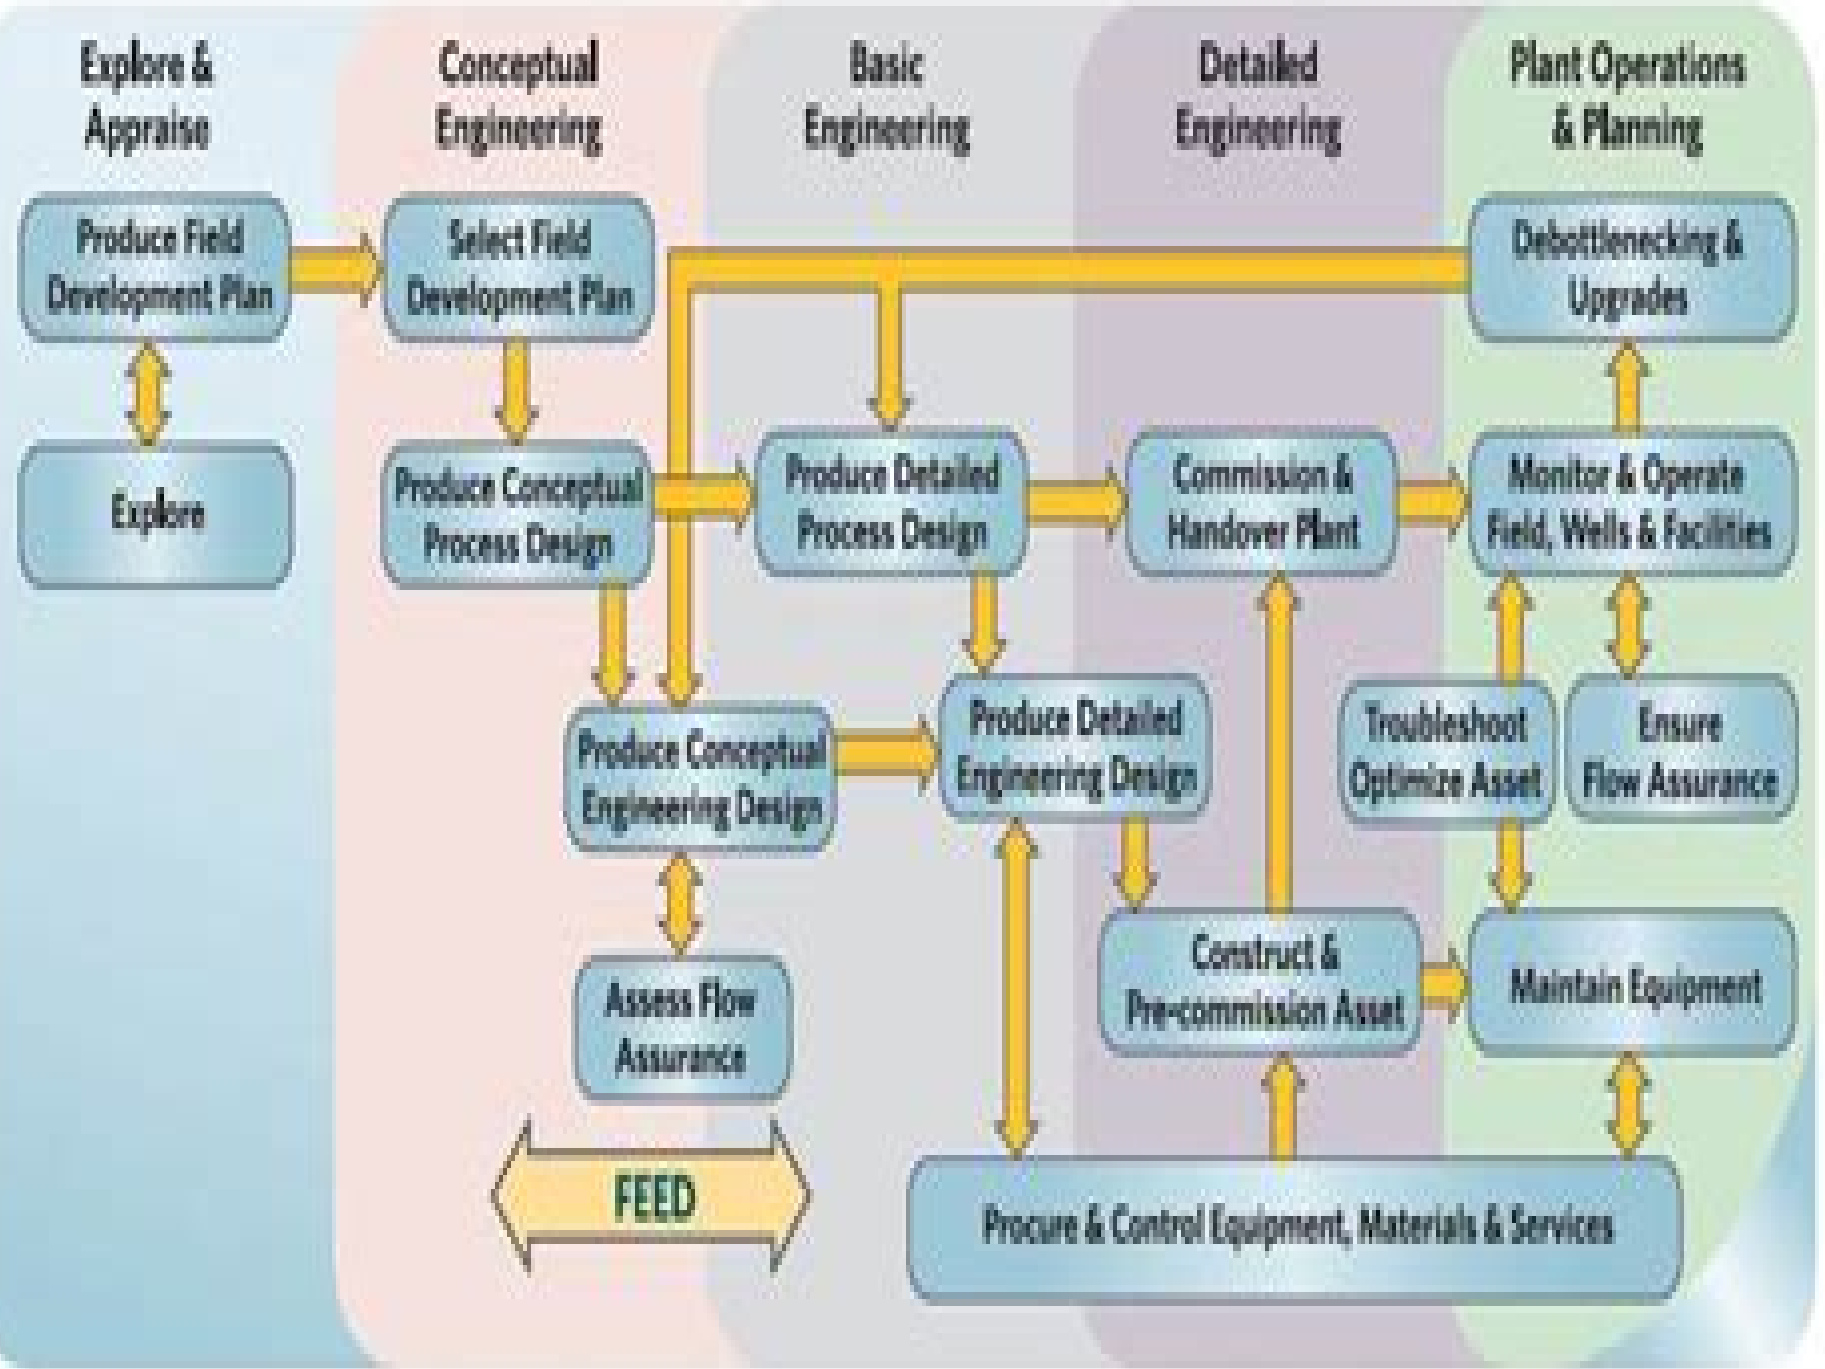 Explore &
Appraise
Conceptual
Engineering
Basic
Engineering
Detailed
Engineering
Plant Operations
& Planning
Produce Field
Development Plan
Select Field
Development Plan
Debottlenecking &
Upgrades
Explore
Produce Conceptual
Process Design
Produce Detailed
Process Design
Commission &
Handover Plant
Monitor & Operate
Field, Wells & Facilities
Produce Conceptual
Engineering Design
Produce Detailed
Engineering Design
Troubleshoot
Optimize Asset
Ensure
Flow Assurance
Assess Flow
Assurance
Construct &
Pre-commission Asset
Maintain Equipment
FEED
Procure & Control Equipment, Materials & Services